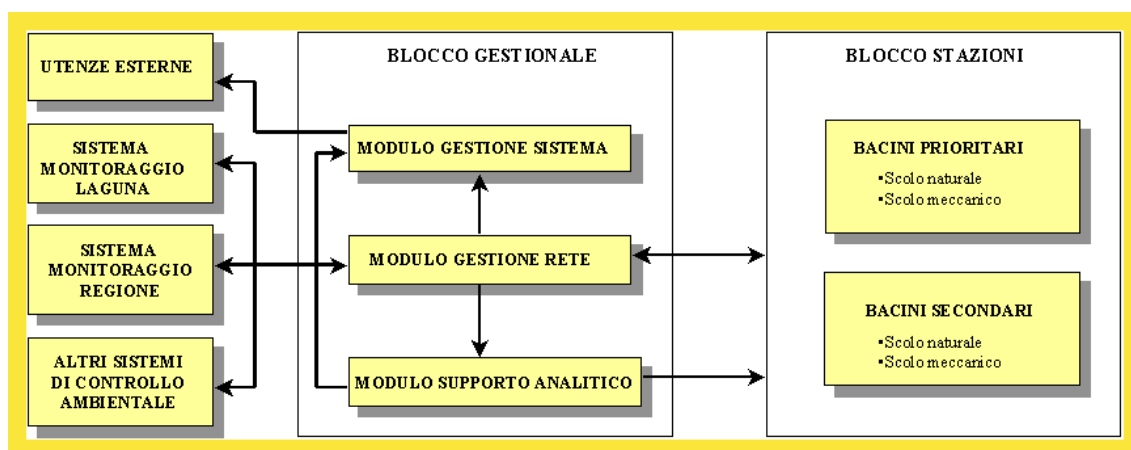 UTENZE ESTERNE
SISTEMA
MONITORAGGIO
LAGUNA
SISTEMA
MONITORAGGIO
REGIONE
ALTRI SISTEMI
DI CONTROLLO
AMBIENTALE
BLOCCO GESTIONALE
MODULO GESTIONE SISTEMA
MODULO GESTIONE RETE
MODULO SUPPORTO ANALITICO
BLOCCO STAZIONI
BACINI PRIORITARI
▪Scolo naturale
▪Scolo meccanico
BACINI SECONDARI
▪Scolo naturale
▪Scolo meccanico